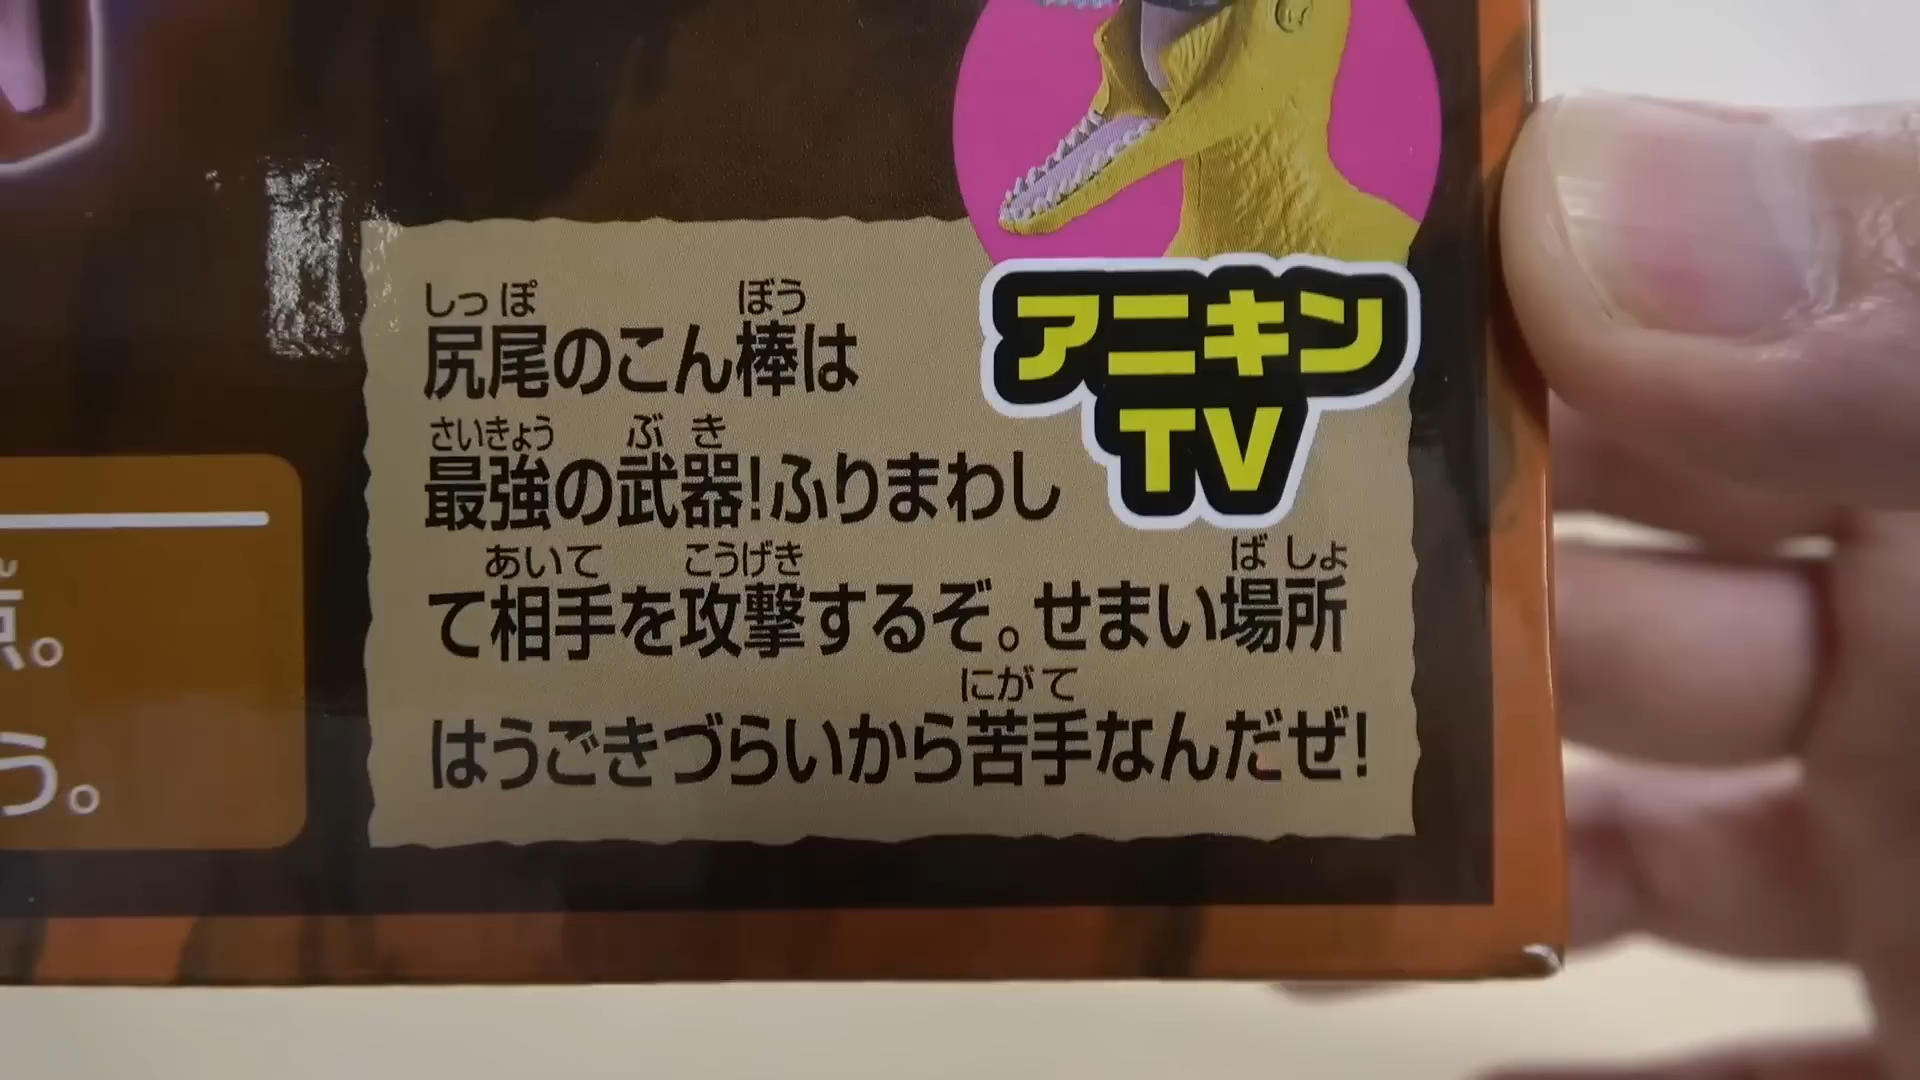 アニキン
TV
しっぽ ぼう
尻尾のこん棒は
さいきょう ぶき
最強の武器!ふりまわし
あいて こうげき ばしょ
て相手を攻撃するぞ。せまい場所
にがて
はうごきづらいから苦手なんだぜ!
う。